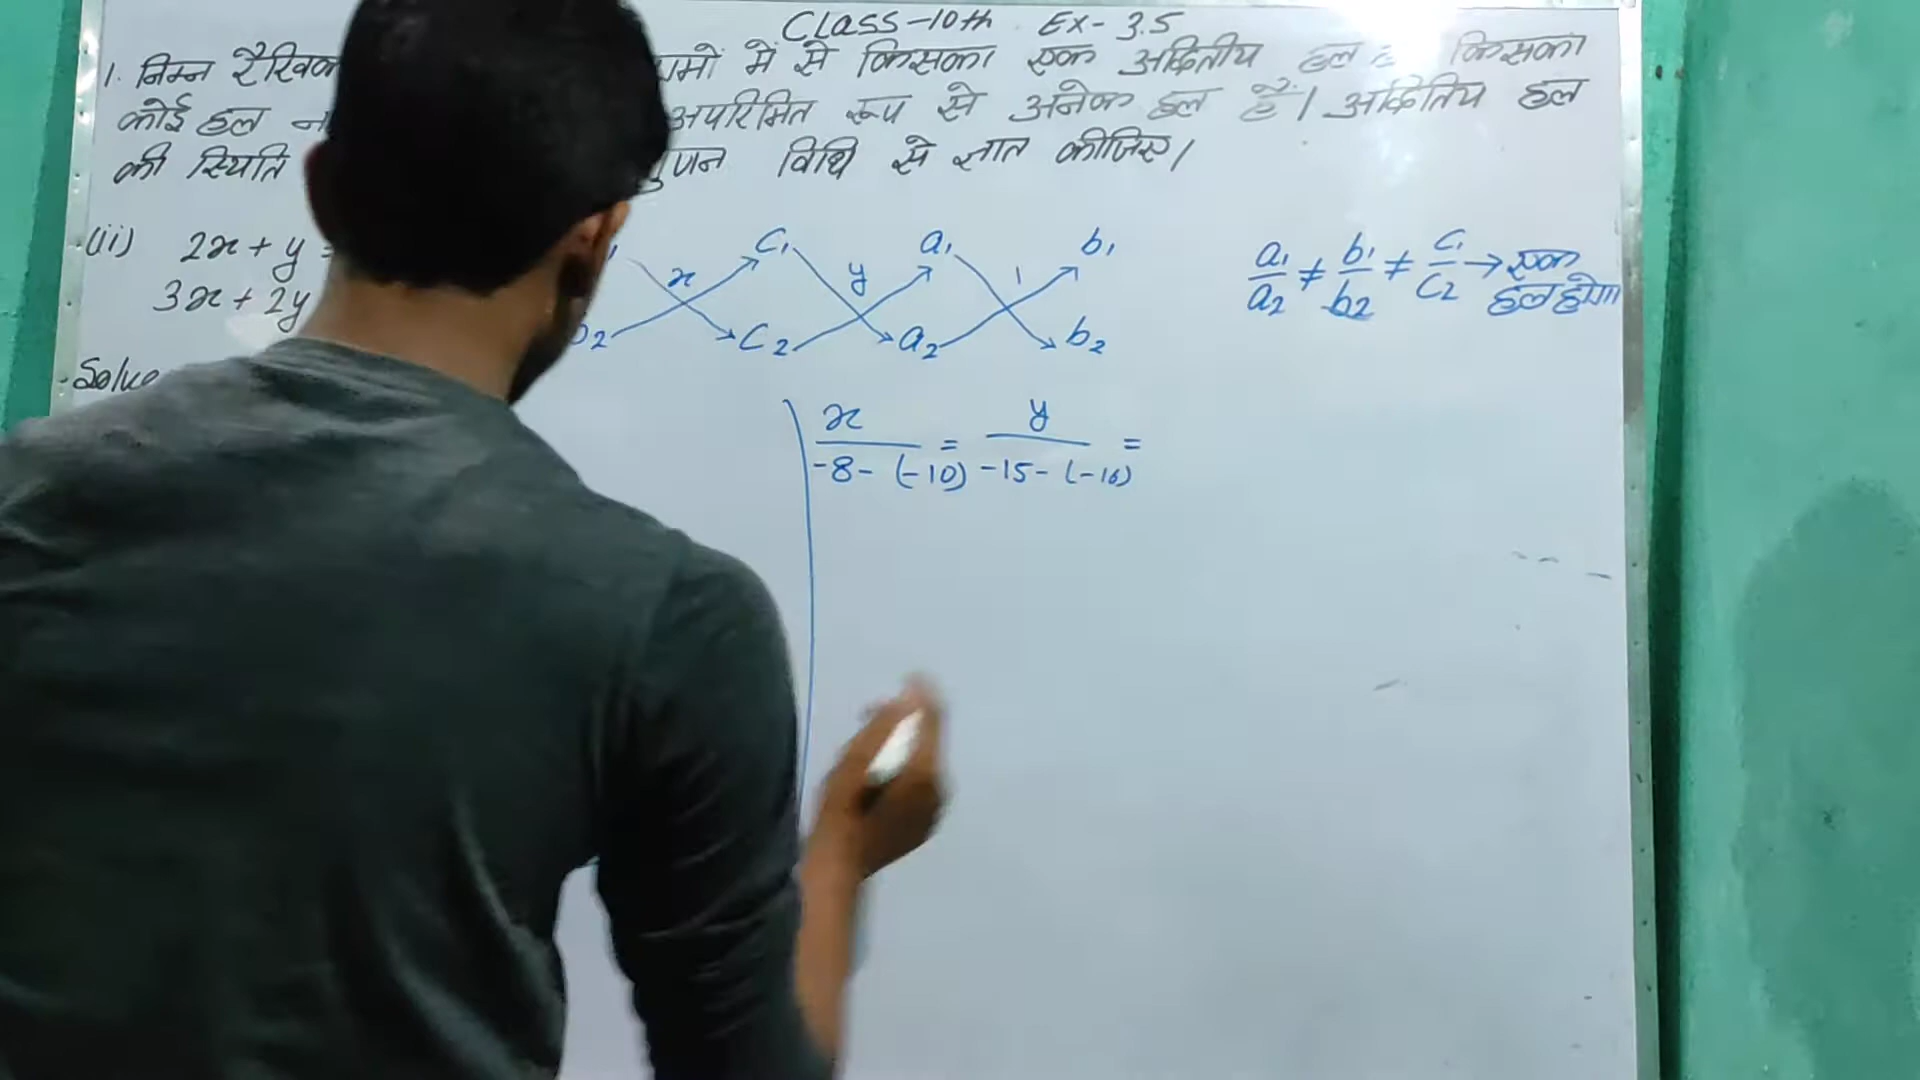 Class-10th Ex-3.5
1. निम्न रैखिक मों में से किसका एक अद्वितीय हल है किसका
कोई हल अपरिमित रूप से अनेक हल हैं। अद्वितिय हल
की स्थिति गुणन विधि से ज्ञात कीजिए।
(ii) 2x + y =
3x + 2y
Solve
b2
c1 a1 b1
x y 1
c2 a2 b2
a1/a2 ≠ b1/b2 ≠ c1/c2 → एक
हल होगा
x/-8-(-10) = y/-15-(-16) =